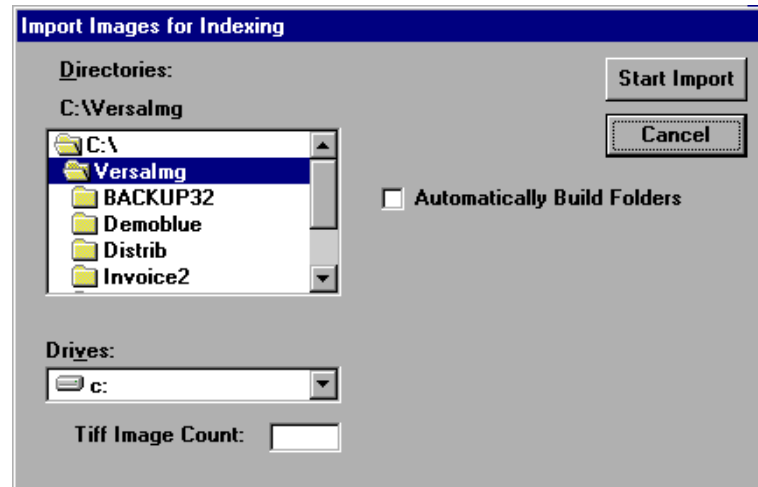 Import Images for Indexing
Directories:
C:\VersaImg
C:\
VersaImg
BACKUP32
Demoblue
Distrib
Invoice2
Start Import
Cancel
Automatically Build Folders
Drives:
c:
Tiff Image Count: